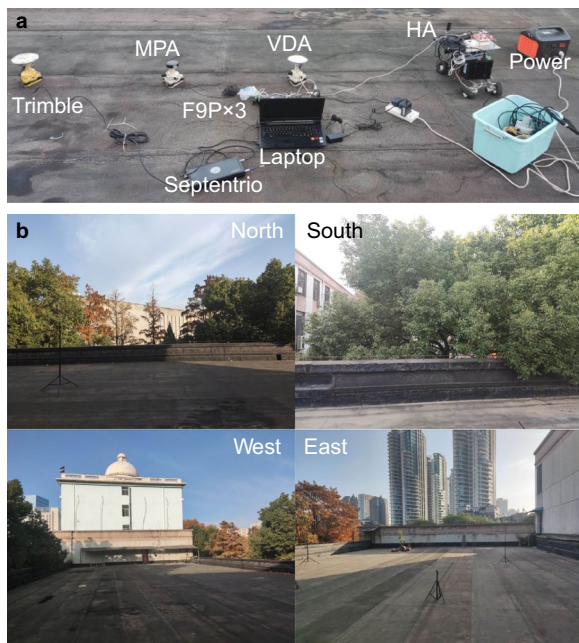 a
MPA
VDA
HA
Power
Trimble
F9P×3
Laptop
Septentrio
b
North
South
West
East